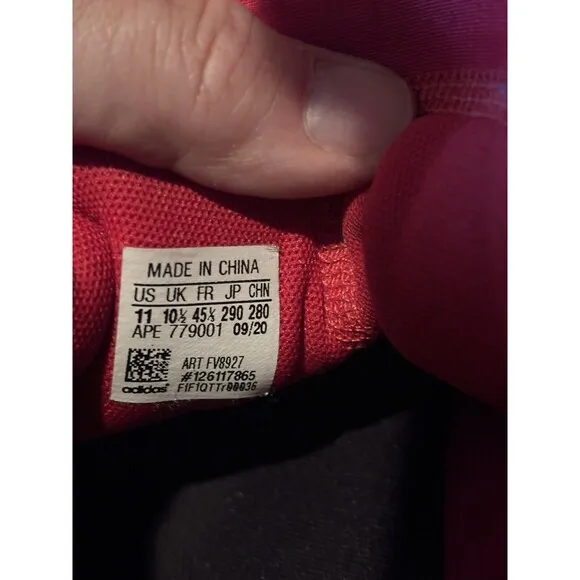 MADE IN CHINA
US UK FR JP CHN
11 10½ 45⅓ 290 280
APE 779001 09/20
ART FV8927
#126117865
adidas